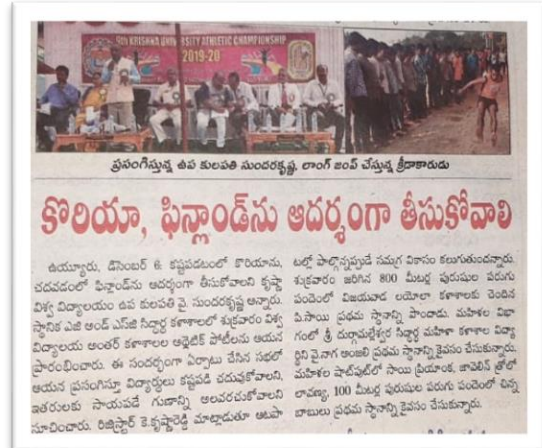 9th KRISHNA UNIVERSITY ATHLETIC CHAMPIONSHIP
2019-20
ప్రసంగిస్తున్న ఉప కులపతి సుందరకృష్ణ, లాంగ్ జంప్ చేస్తున్న క్రీడాకారుడు
కొరియా, ఫిన్లాండ్‌ను ఆదర్శంగా తీసుకోవాలి
ఉయ్యూరు, డిసెంబర్ 6: కష్టపడటంలో కొరియాను,
చదవడంలో ఫిన్లాండ్‌ను ఆదర్శంగా తీసుకోవాలని కృష్ణా
విశ్వ విద్యాలయం ఉప కులపతి వై. సుందరకృష్ణ అన్నారు.
స్థానిక ఎజి అండ్ ఎస్‌జి సిద్ధార్థ కళాశాలలో శుక్రవారం విశ్వ
విద్యాలయ అంతర్ కళాశాలల అథ్లెటిక్ పోటీలను ఆయన
ప్రారంభించారు. ఈ సందర్భంగా ఏర్పాటు చేసిన సభలో
ఆయన ప్రసంగిస్తూ విద్యార్థులు కష్టపడి చదువుకోవాలని,
ఇతరులకు సాయపడే గుణాన్ని అలవరచుకోవాలని
సూచించారు. రిజిస్ట్రార్ కె.కృష్ణారెడ్డి మాట్లాడుతూ ఆటపా
టల్లో పాల్గొన్నప్పుడే సమగ్ర వికాసం కలుగుతుందన్నారు.
శుక్రవారం జరిగిన 800 మీటర్ల పురుషుల పరుగు
పందెంలో విజయవాడ లయోలా కళాశాలకు చెందిన
పి.సాయి ప్రథమ స్థానాన్ని పొందాడు. మహిళల విభా
గంలో శ్రీ దుర్గామల్లేశ్వర సిద్ధార్థ మహిళా కళాశాల విద్యా
ర్థిని వై.నాగ అంజలి ప్రథమ స్థానాన్ని కైవసం చేసుకున్నారు.
మహిళల షాట్‌పుట్‌లో సాయి ప్రియాంక, జావెలిన్ త్రోలో
లావణ్య, 100 మీటర్ల పురుషుల పరుగు పందెంలో చిన్న
బాబులు ప్రథమ స్థానాన్ని కైవసం చేసుకున్నారు.